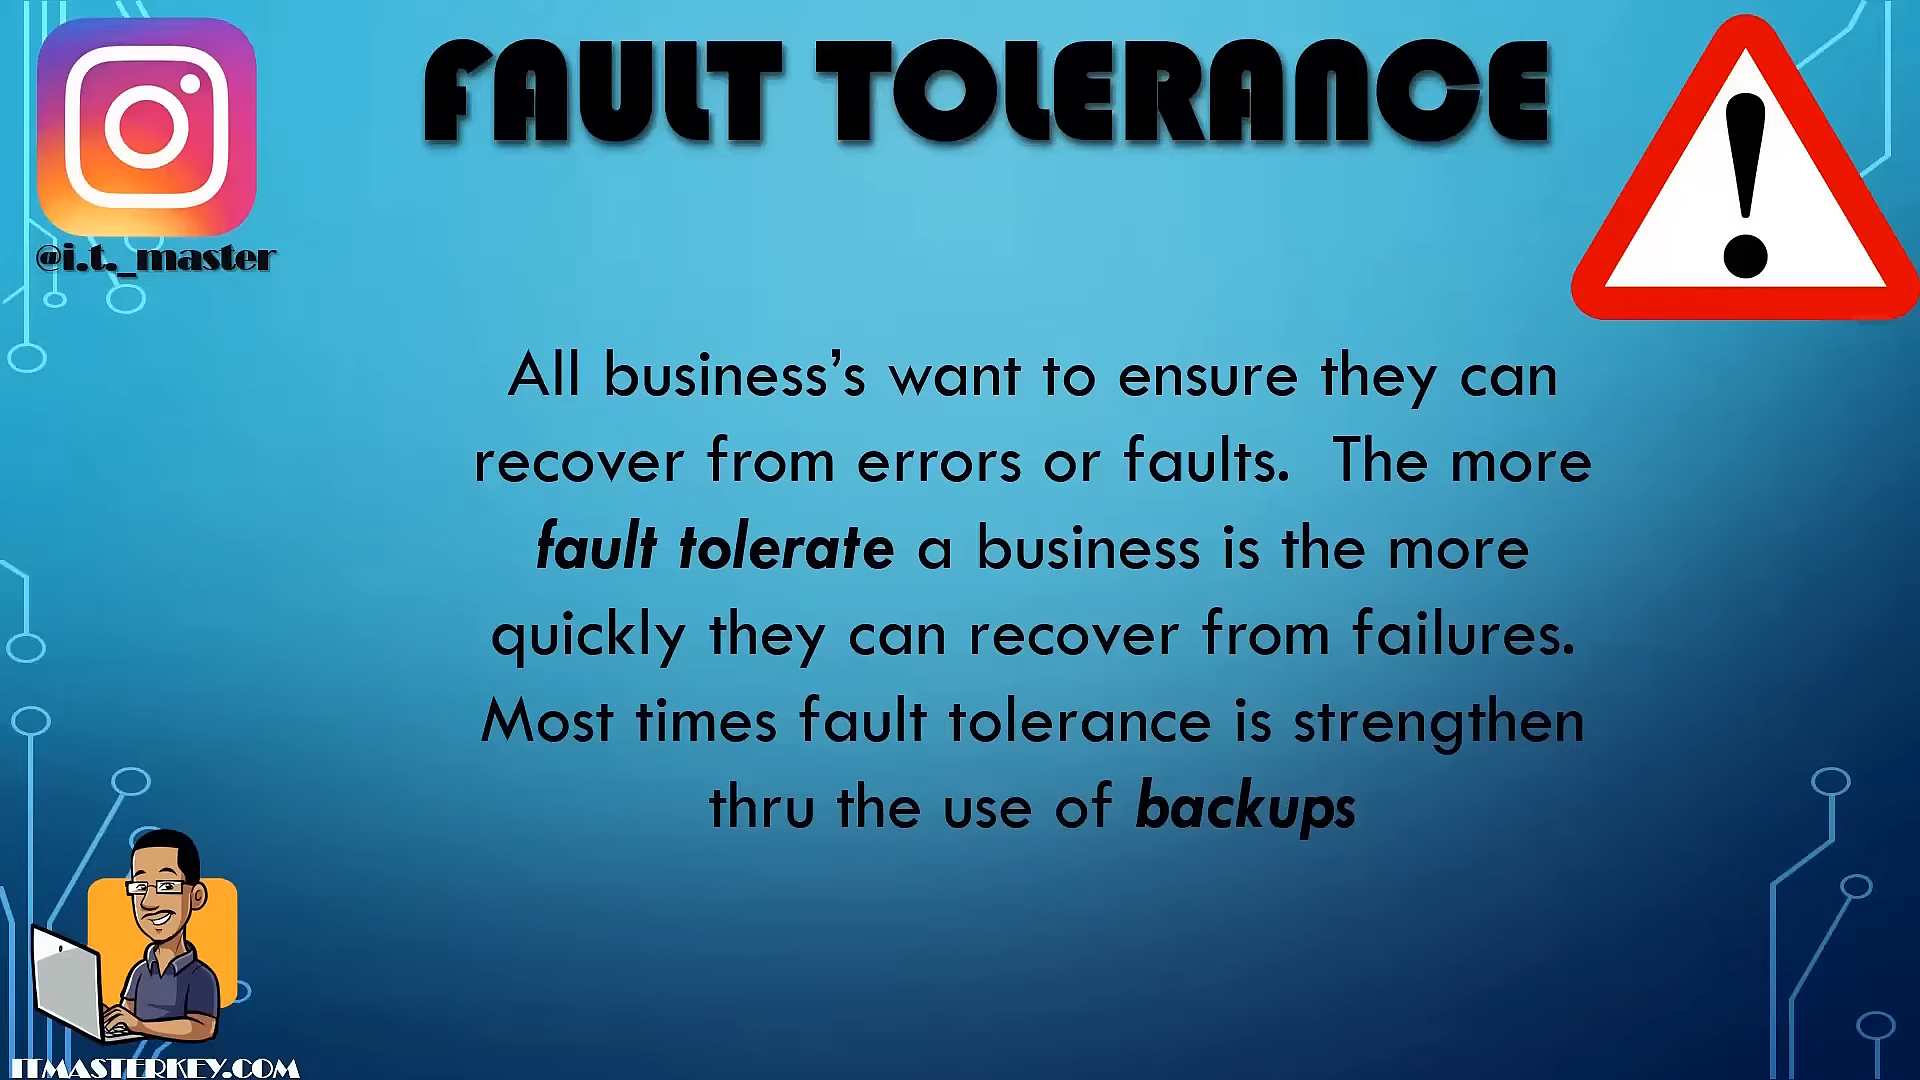 FAULT TOLERANCE
@i.t._master
All business’s want to ensure they can
recover from errors or faults.  The more
fault tolerate a business is the more
quickly they can recover from failures.
Most times fault tolerance is strengthen
thru the use of backups
ITMASTERKEY.COM